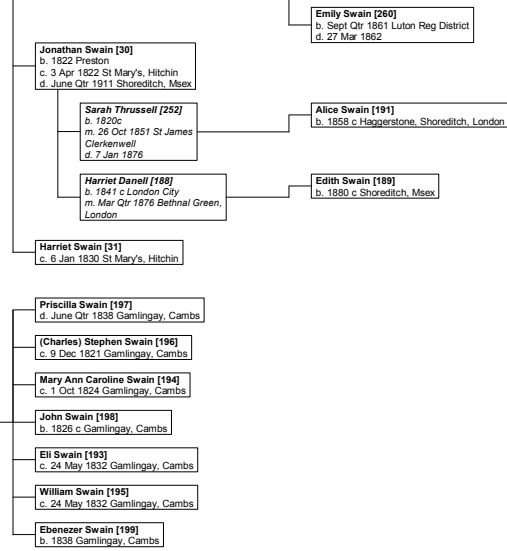 Emily Swain [260]
b. Sept Qtr 1861 Luton Reg District
d. 27 Mar 1862
Jonathan Swain [30]
b. 1822 Preston
c. 3 Apr 1822 St Mary's, Hitchin
d. June Qtr 1911 Shoreditch, Msex
Sarah Thrussell [252]
b. 1820c
m. 26 Oct 1851 St James
Clerkenwell
d. 7 Jan 1876
Alice Swain [191]
b. 1858 c Haggerstone, Shoreditch, London
Harriet Danell [188]
b. 1841 c London City
m. Mar Qtr 1876 Bethnal Green,
London
Edith Swain [189]
b. 1880 c Shoreditch, Msex
Harriet Swain [31]
c. 6 Jan 1830 St Mary's, Hitchin
Priscilla Swain [197]
d. June Qtr 1838 Gamlingay, Cambs
(Charles) Stephen Swain [196]
c. 9 Dec 1821 Gamlingay, Cambs
Mary Ann Caroline Swain [194]
c. 1 Oct 1824 Gamlingay, Cambs
John Swain [198]
b. 1826 c Gamlingay, Cambs
Eli Swain [193]
c. 24 May 1832 Gamlingay, Cambs
William Swain [195]
c. 24 May 1832 Gamlingay, Cambs
Ebenezer Swain [199]
b. 1838 Gamlingay, Cambs